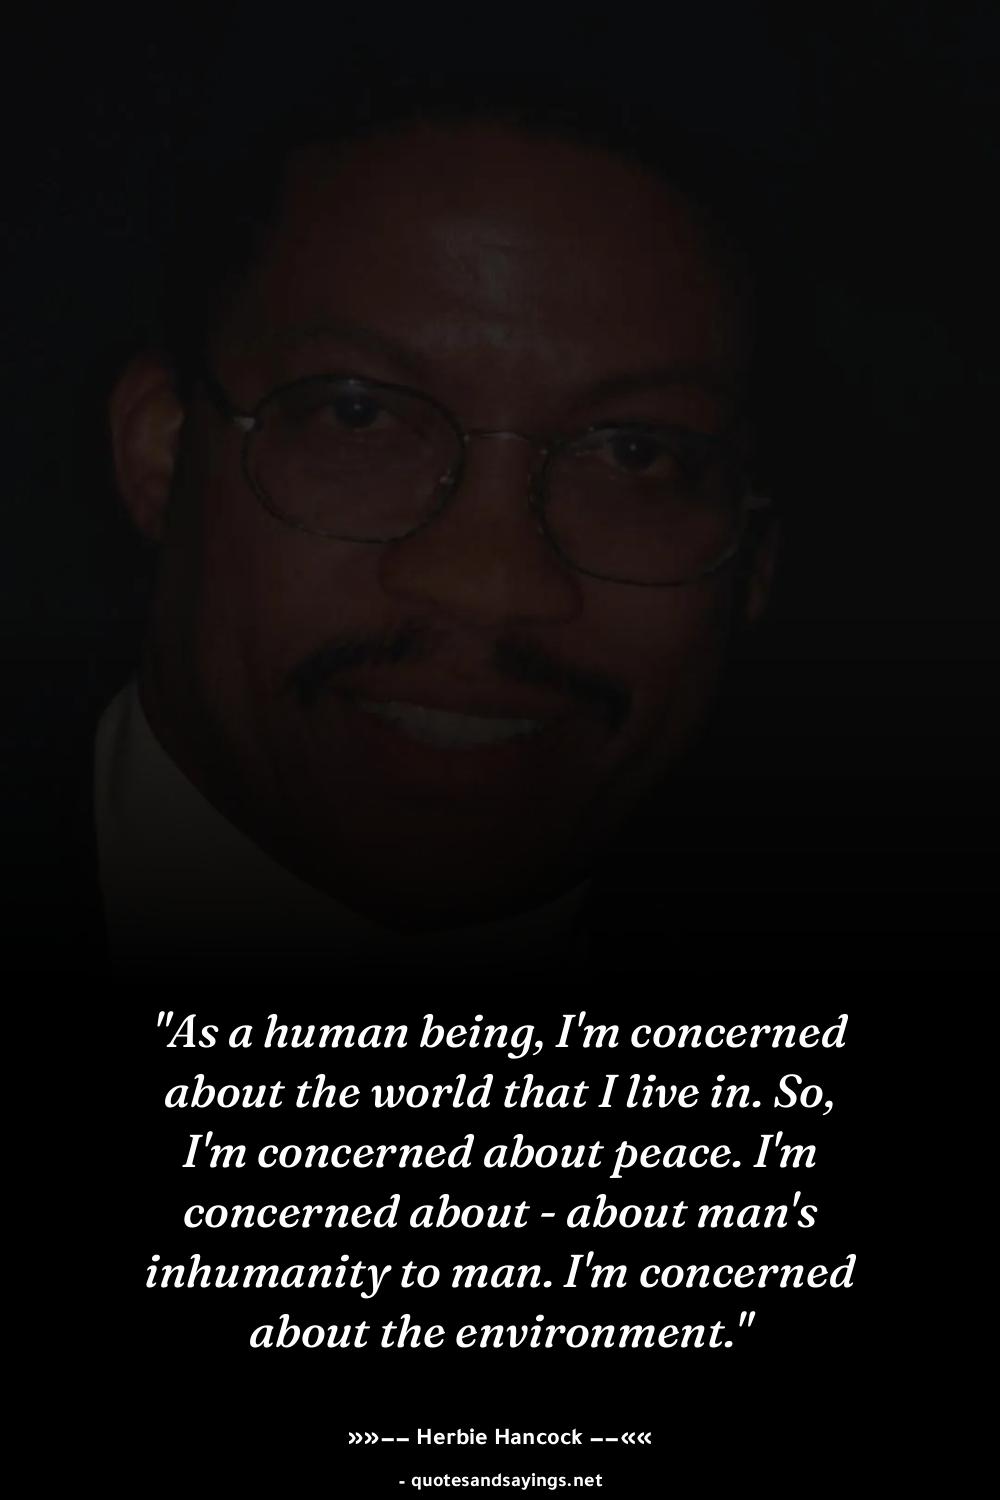 "As a human being, I'm concerned
about the world that I live in. So,
I'm concerned about peace. I'm
concerned about - about man's
inhumanity to man. I'm concerned
about the environment."
»»−− Herbie Hancock −−««
- quotesandsayings.net